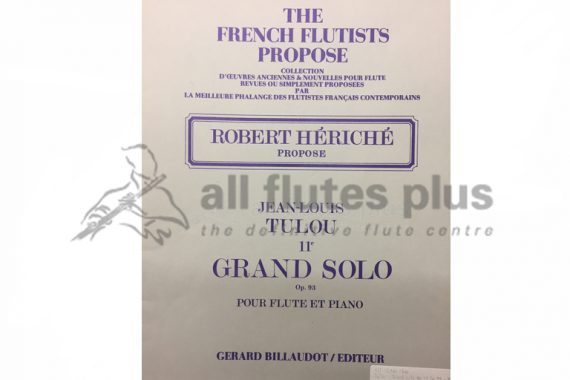 THE
FRENCH FLUTISTS
PROPOSE
COLLECTION
D'ŒUVRES ANCIENNES & NOUVELLES POUR FLUTE
REVUES OU SIMPLEMENT PROPOSEES
PAR
LA MEILLEURE PHALANGE DES FLUTISTES FRANÇAIS CONTEMPORAINS
ROBERT HÉRICHÉ
PROPOSE
all flutes plus
the definitive flute centre
JEAN-LOUIS
TULOU
11e
GRAND SOLO
Op. 93
POUR FLUTE ET PIANO
GERARD BILLAUDOT / EDITEUR